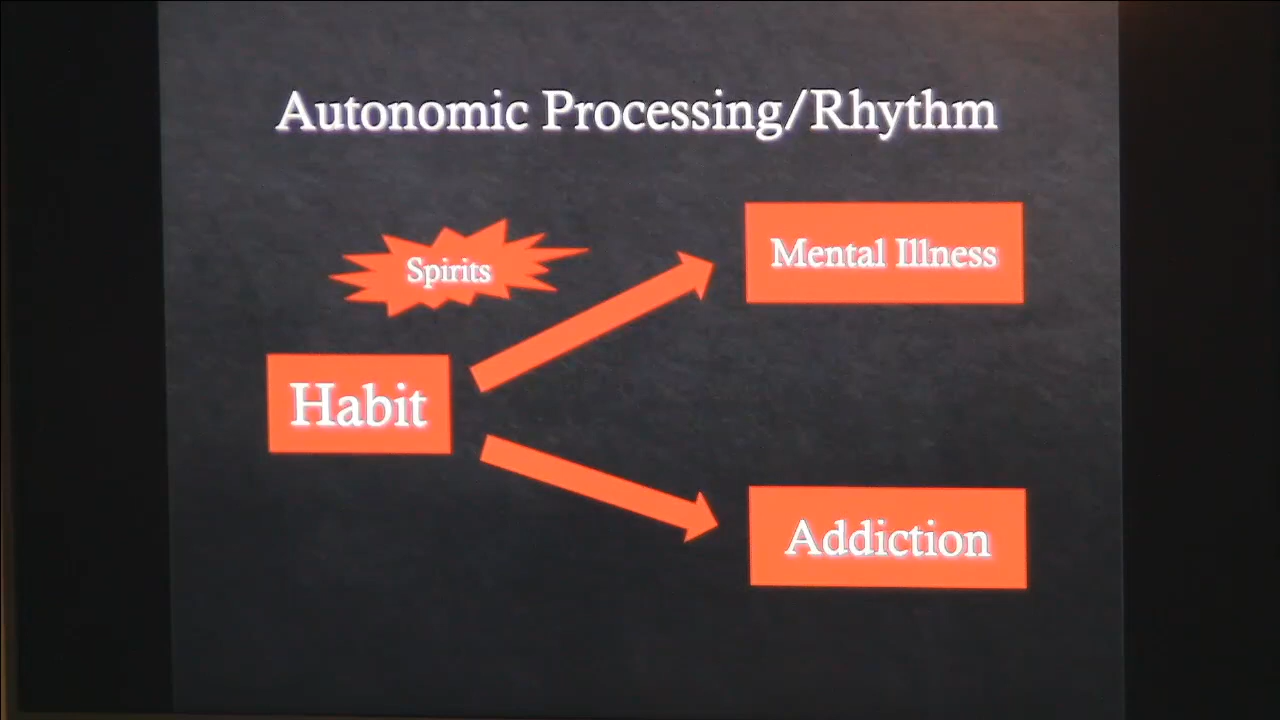 Autonomic Processing/Rhythm
Spirits
Mental Illness
Habit
Addiction